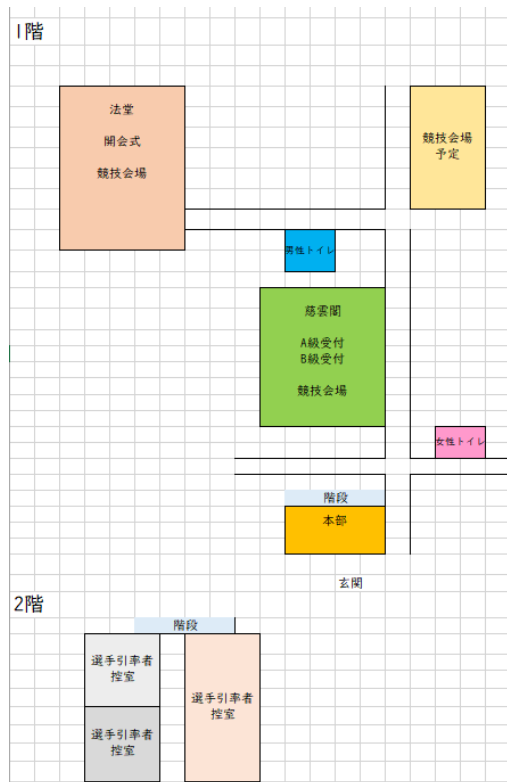 1階
法堂
開会式
競技会場
競技会場
予定
男性トイレ
慈雲閣
A級受付
B級受付
競技会場
女性トイレ
階段
本部
玄関
2階
階段
選手引率者
控室
選手引率者
控室
選手引率者
控室